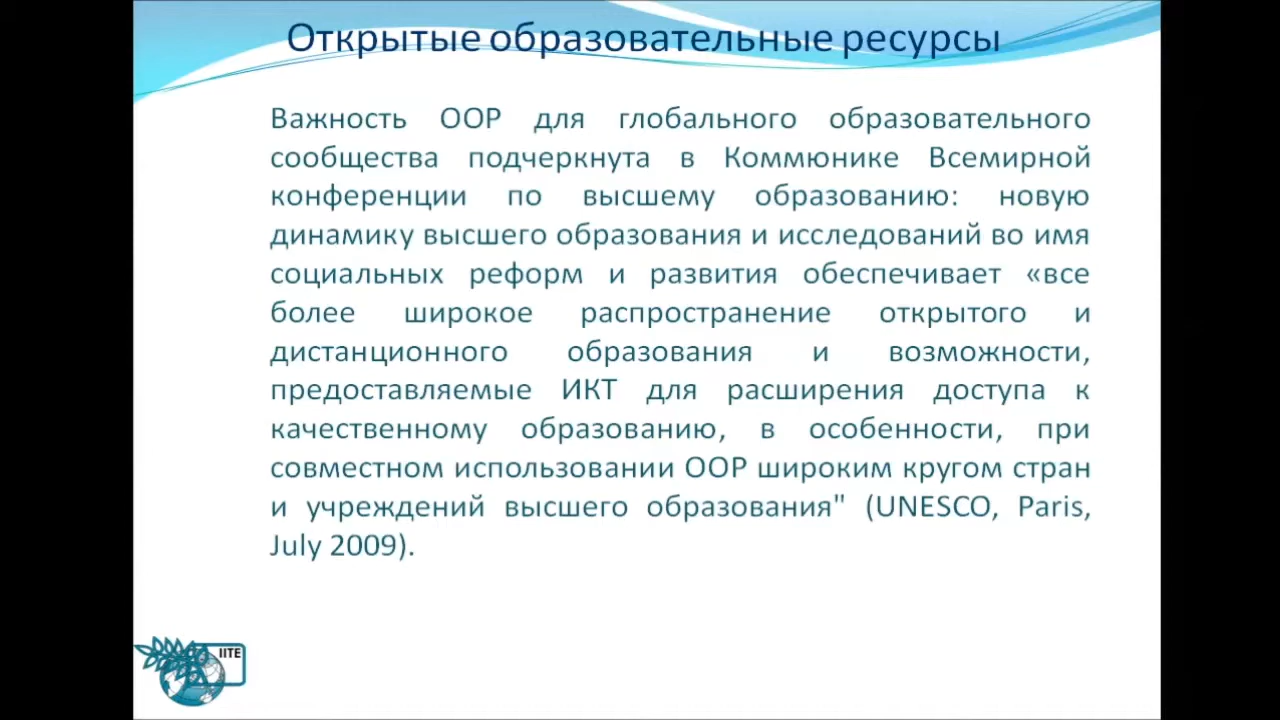 Открытые образовательные ресурсы
Важность ООР для глобального образовательного
сообщества подчеркнута в Коммюнике Всемирной
конференции по высшему образованию: новую
динамику высшего образования и исследований во имя
социальных реформ и развития обеспечивает «все
более широкое распространение открытого и
дистанционного образования и возможности,
предоставляемые ИКТ для расширения доступа к
качественному образованию, в особенности, при
совместном использовании ООР широким кругом стран
и учреждений высшего образования" (UNESCO, Paris,
July 2009).
IITE